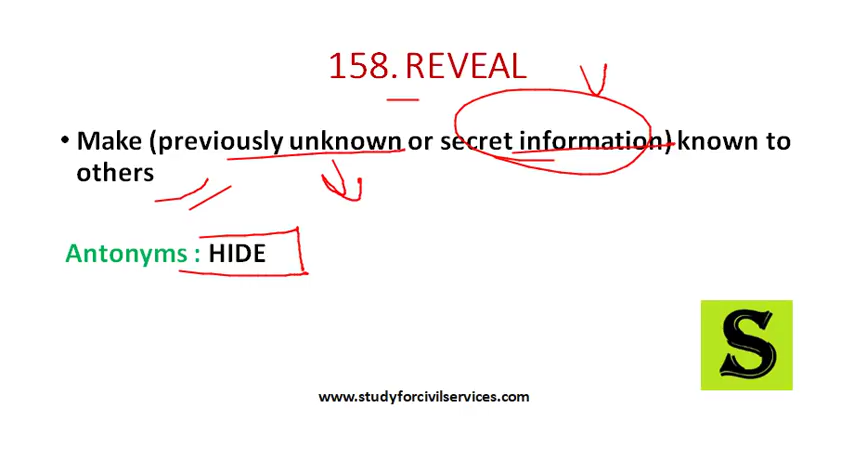 158. REVEAL
• Make (previously unknown or secret information) known to
others
Antonyms : HIDE
S
www.studyforcivilservices.com